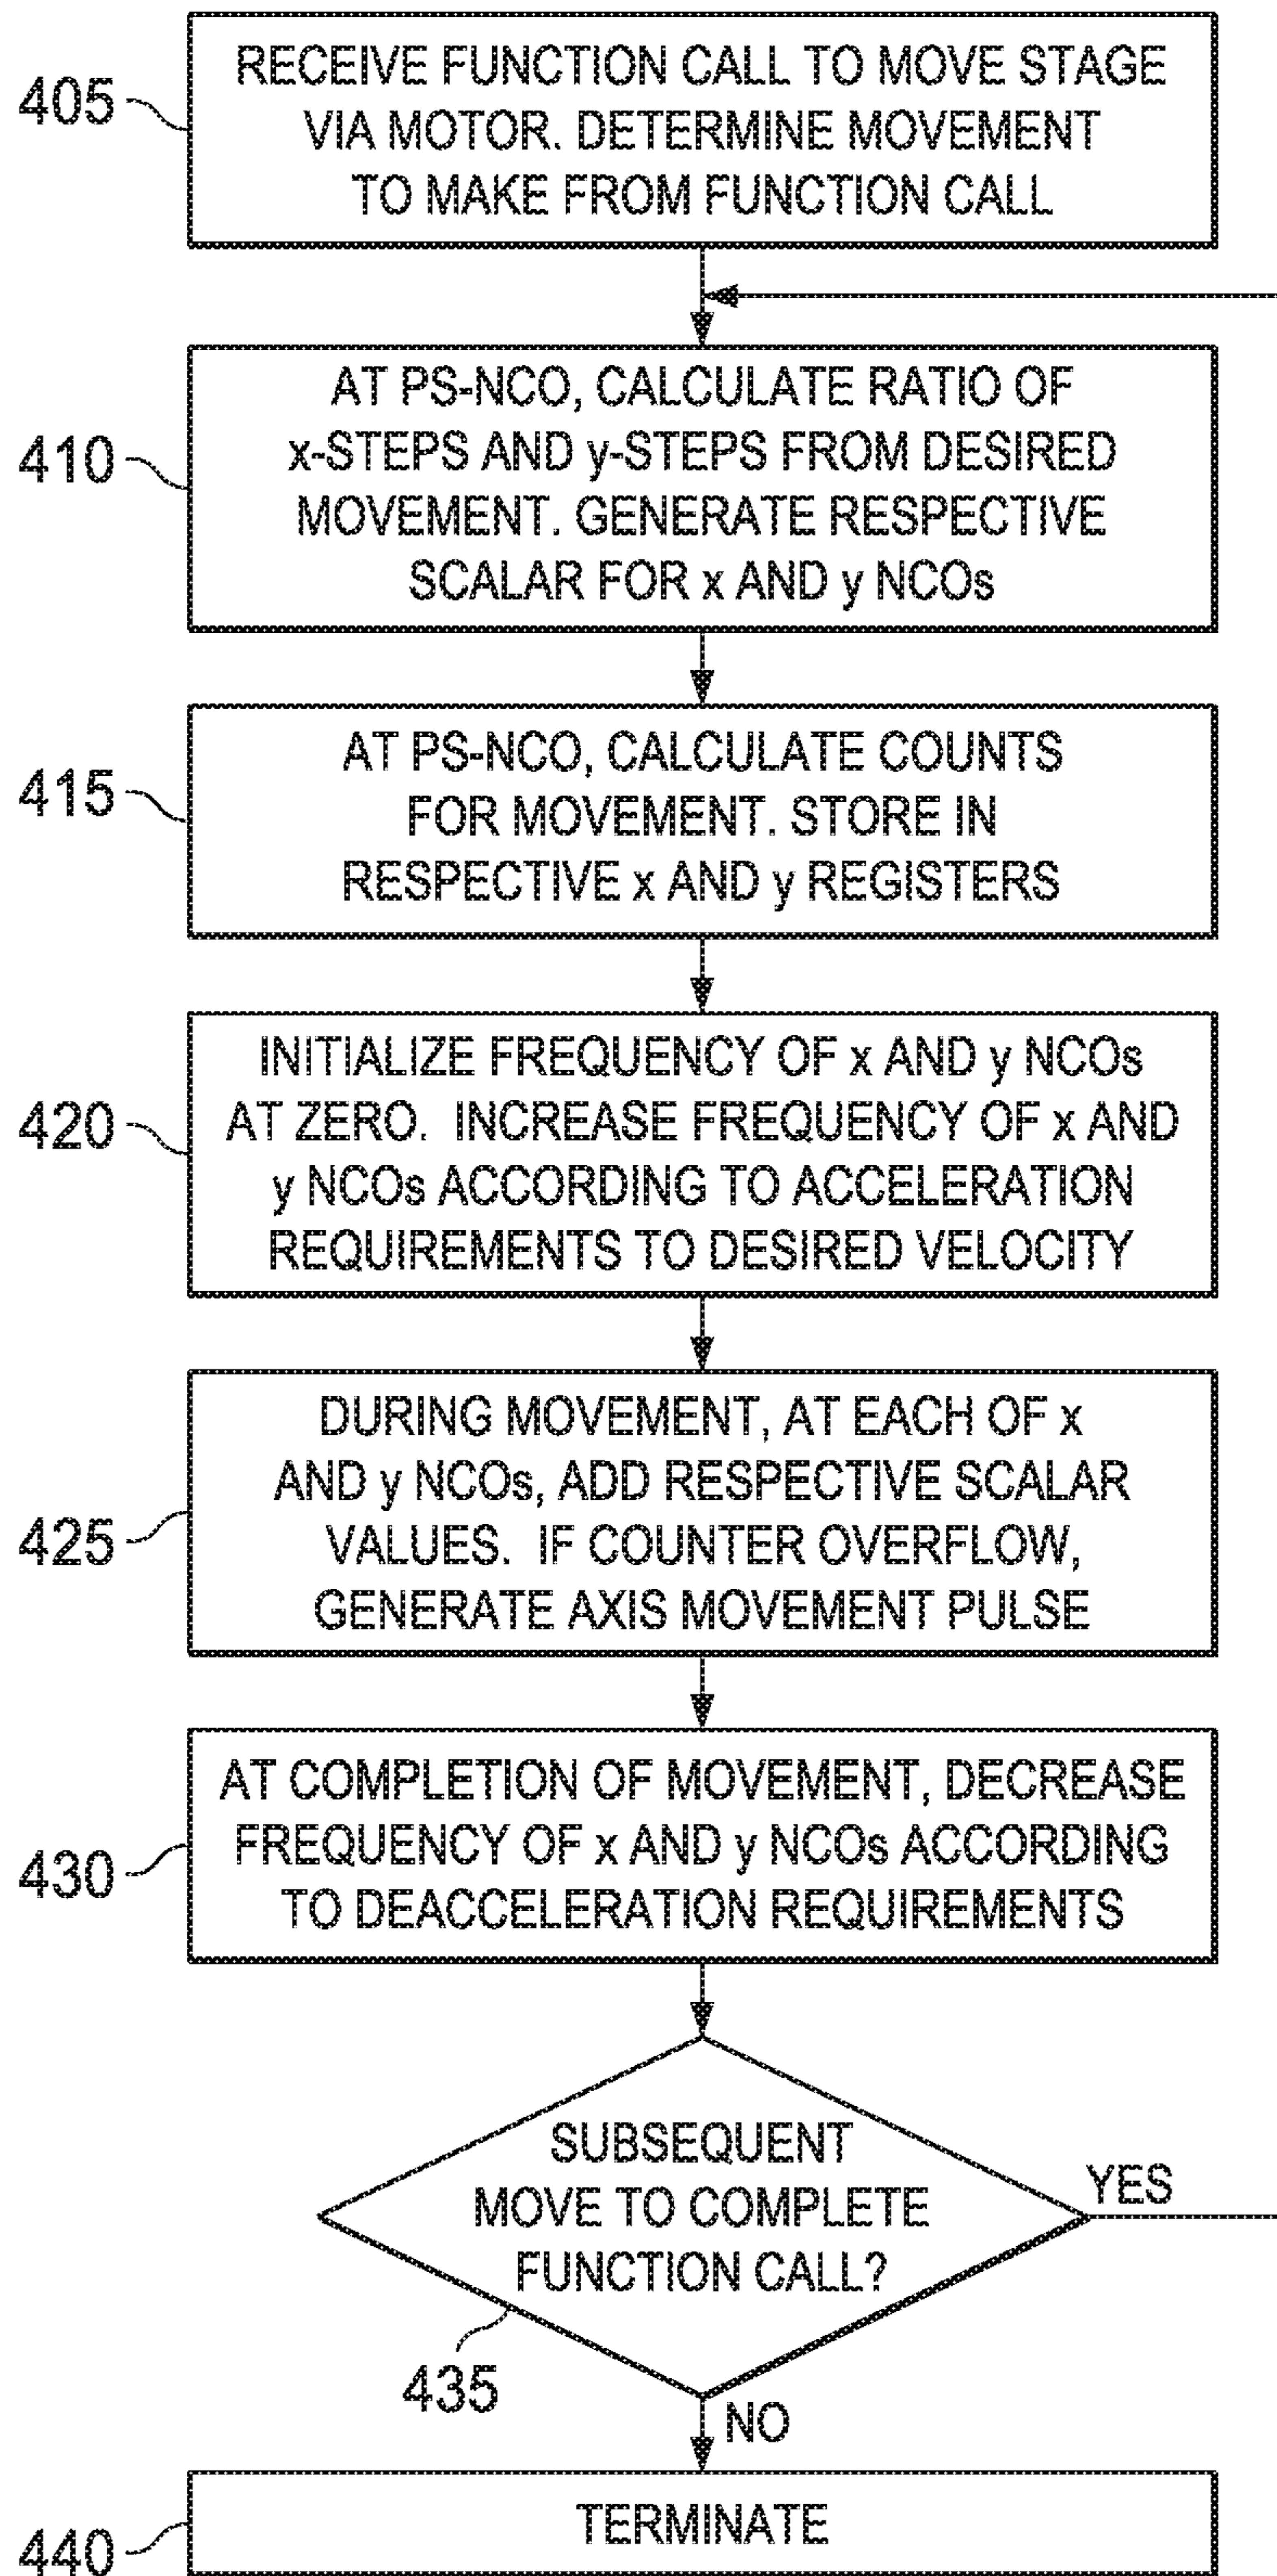 405
RECEIVE FUNCTION CALL TO MOVE STAGE
VIA MOTOR. DETERMINE MOVEMENT
TO MAKE FROM FUNCTION CALL
410
AT PS-NCO, CALCULATE RATIO OF
x-STEPS AND y-STEPS FROM DESIRED
MOVEMENT. GENERATE RESPECTIVE
SCALAR FOR x AND y NCOs
415
AT PS-NCO, CALCULATE COUNTS
FOR MOVEMENT. STORE IN
RESPECTIVE x AND y REGISTERS
420
INITIALIZE FREQUENCY OF x AND y NCOs
AT ZERO. INCREASE FREQUENCY OF x AND
y NCOs ACCORDING TO ACCELERATION
REQUIREMENTS TO DESIRED VELOCITY
425
DURING MOVEMENT, AT EACH OF x
AND y NCOs, ADD RESPECTIVE SCALAR
VALUES. IF COUNTER OVERFLOW,
GENERATE AXIS MOVEMENT PULSE
430
AT COMPLETION OF MOVEMENT, DECREASE
FREQUENCY OF x AND y NCOs ACCORDING
TO DEACCELERATION REQUIREMENTS
SUBSEQUENT
MOVE TO COMPLETE
FUNCTION CALL?
YES
435
NO
440
TERMINATE